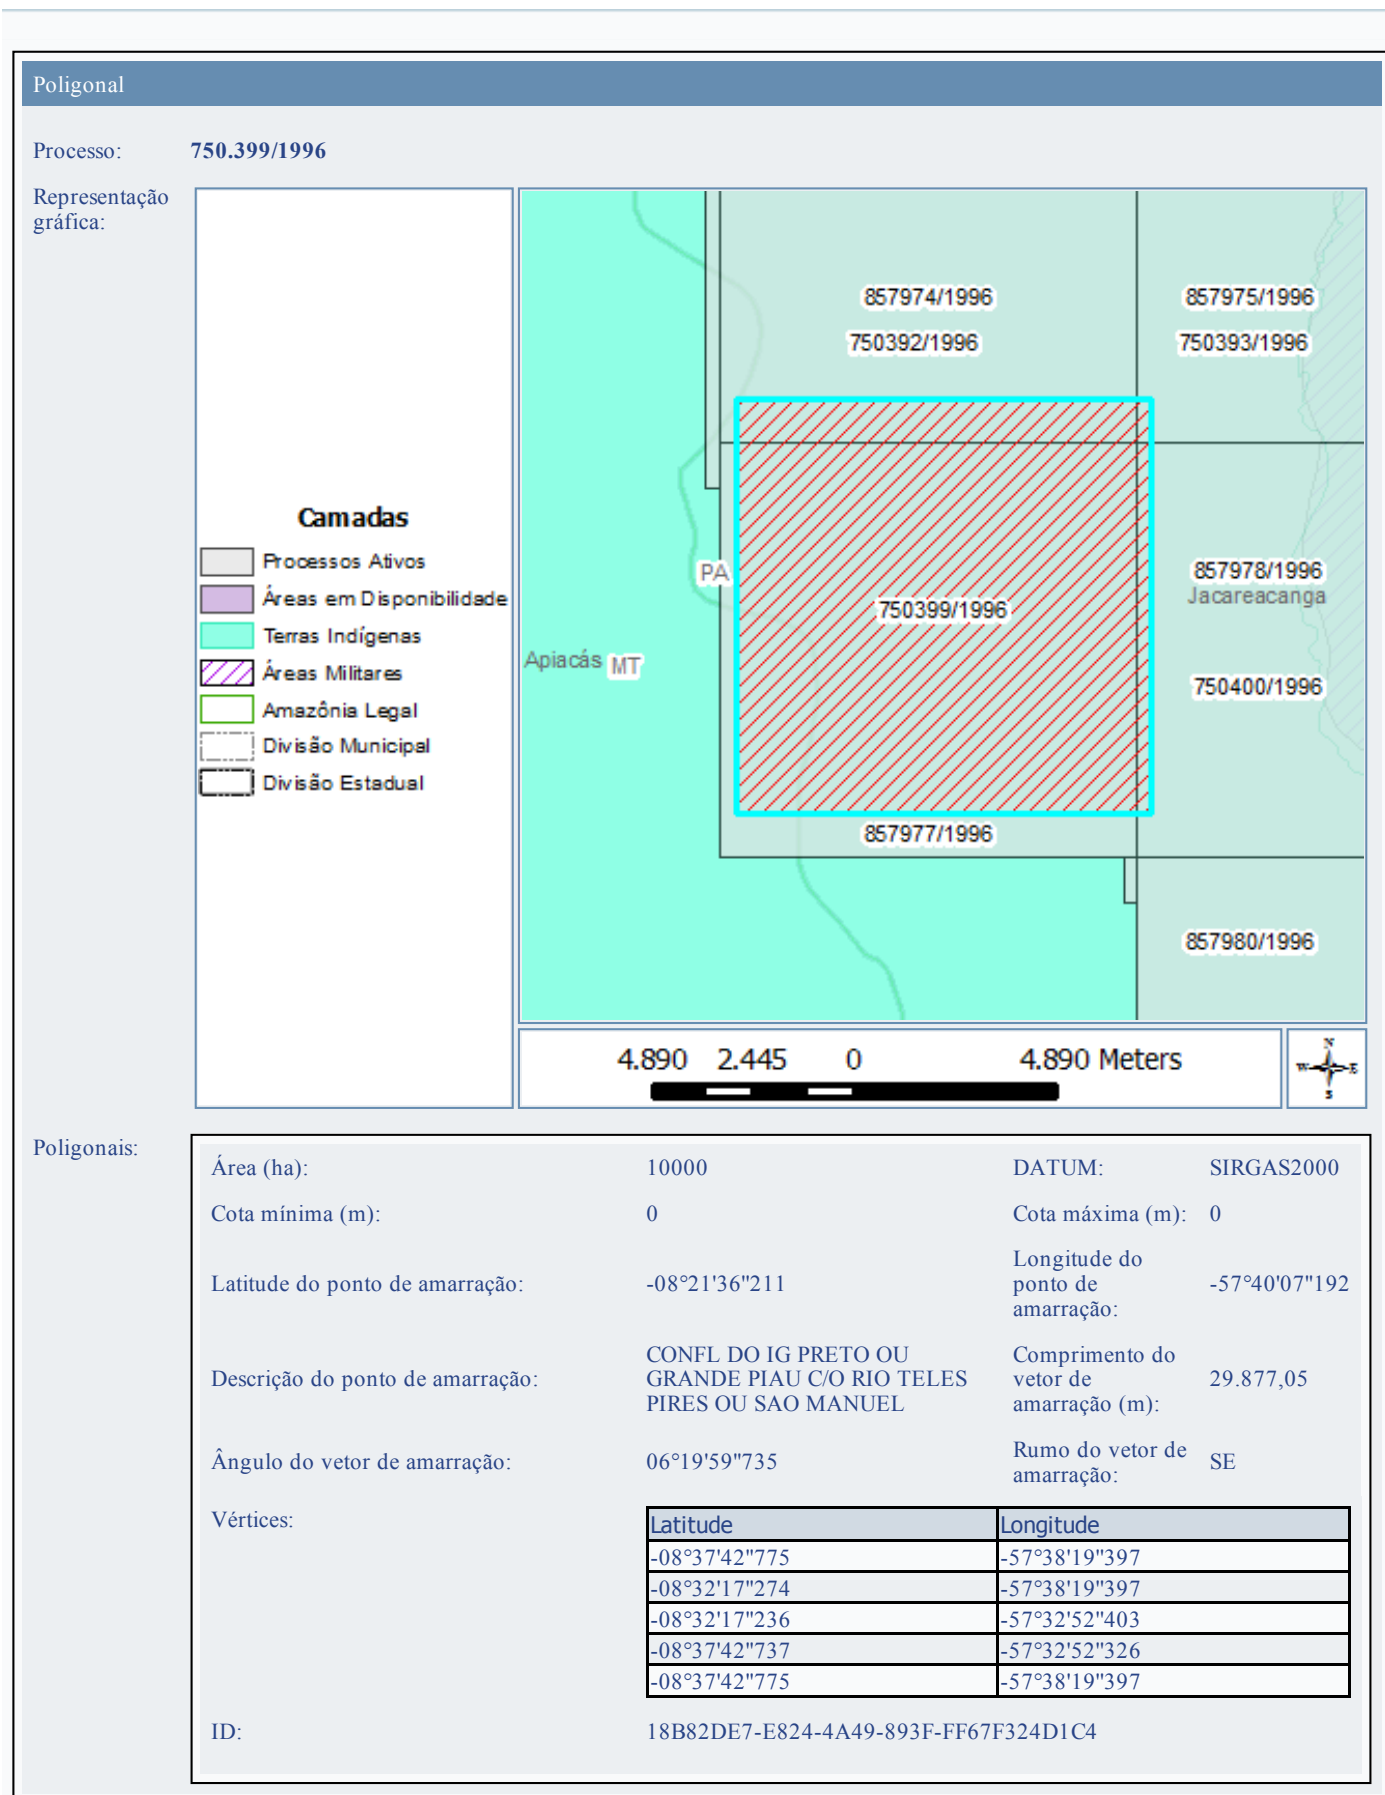 Poligonal
Processo: 750.399/1996
Representação
gráfica:
Camadas
Processos Ativos
Áreas em Disponibilidade
Terras Indígenas
Áreas Militares
Amazônia Legal
Divisão Municipal
Divisão Estadual
857974/1996
857975/1996
750392/1996
750393/1996
PA
857978/1996
Jacareacanga
750399/1996
Apiacás MT
750400/1996
857977/1996
857980/1996
4.890 2.445 0 4.890 Meters
N
W E
S
Poligonais:
Área (ha): 10000 DATUM: SIRGAS2000
Cota mínima (m): 0 Cota máxima (m): 0
Latitude do ponto de amarração: -08°21'36"211
Longitude do
ponto de
amarração:
-57°40'07"192
Descrição do ponto de amarração:
CONFL DO IG PRETO OU
GRANDE PIAU C/O RIO TELES
PIRES OU SAO MANUEL
Comprimento do
vetor de
amarração (m):
29.877,05
Ângulo do vetor de amarração: 06°19'59"735
Rumo do vetor de
amarração:
SE
Vértices:
Latitude Longitude
-08°37'42"775 -57°38'19"397
-08°32'17"274 -57°38'19"397
-08°32'17"236 -57°32'52"403
-08°37'42"737 -57°32'52"326
-08°37'42"775 -57°38'19"397
ID: 18B82DE7-E824-4A49-893F-FF67F324D1C4